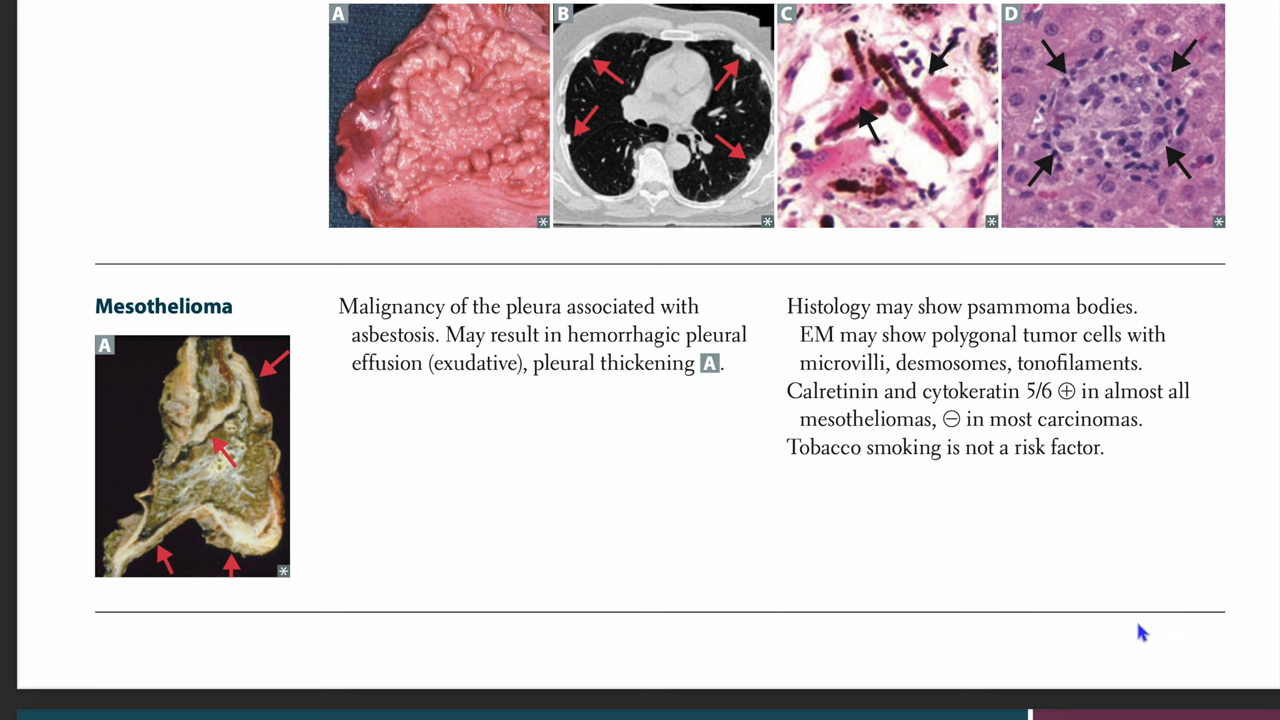 A B C D
Mesothelioma
A
Malignancy of the pleura associated with
asbestosis. May result in hemorrhagic pleural
effusion (exudative), pleural thickening A.
Histology may show psammoma bodies.
EM may show polygonal tumor cells with
microvilli, desmosomes, tonofilaments.
Calretinin and cytokeratin 5/6 ⊕ in almost all
mesotheliomas, ⊖ in most carcinomas.
Tobacco smoking is not a risk factor.